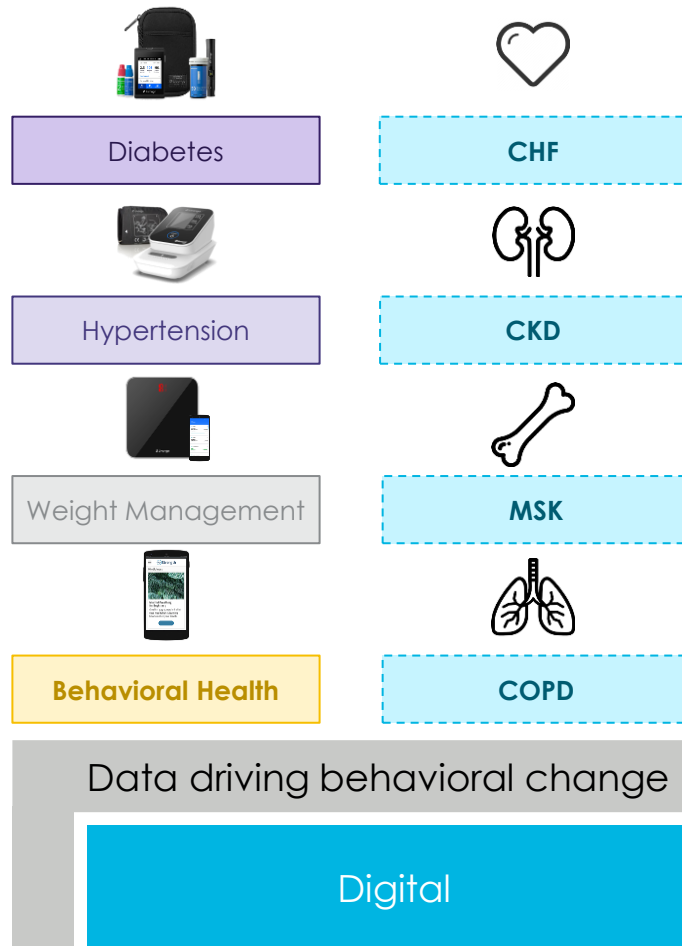 Diabetes
CHF
Hypertension
CKD
Weight Management
MSK
Behavioral Health
COPD
Data driving behavioral change
Digital